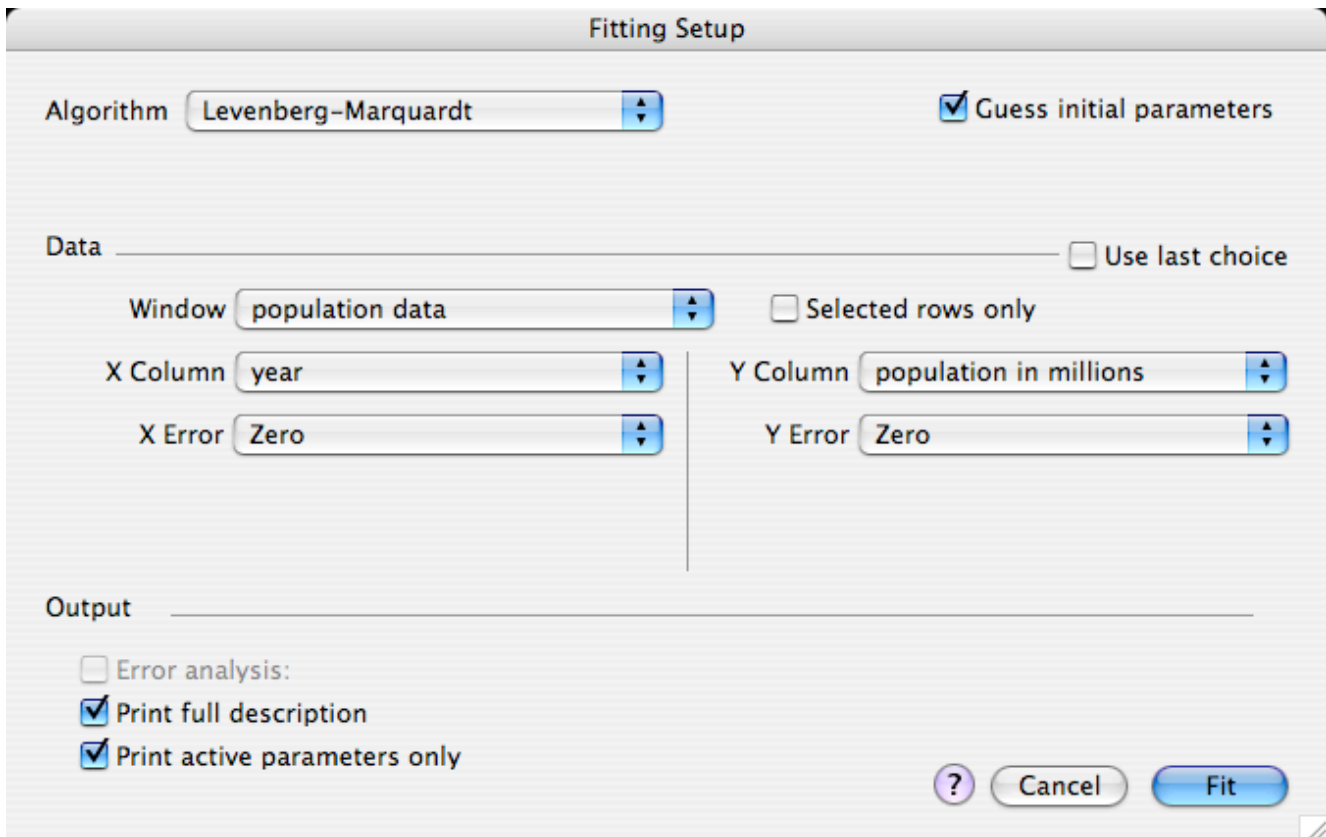 Fitting Setup
Algorithm Levenberg-Marquardt Guess initial parameters
Data Use last choice
Window population data Selected rows only
X Column year Y Column population in millions
X Error Zero Y Error Zero
Output
Error analysis:
Print full description
Print active parameters only
? Cancel Fit